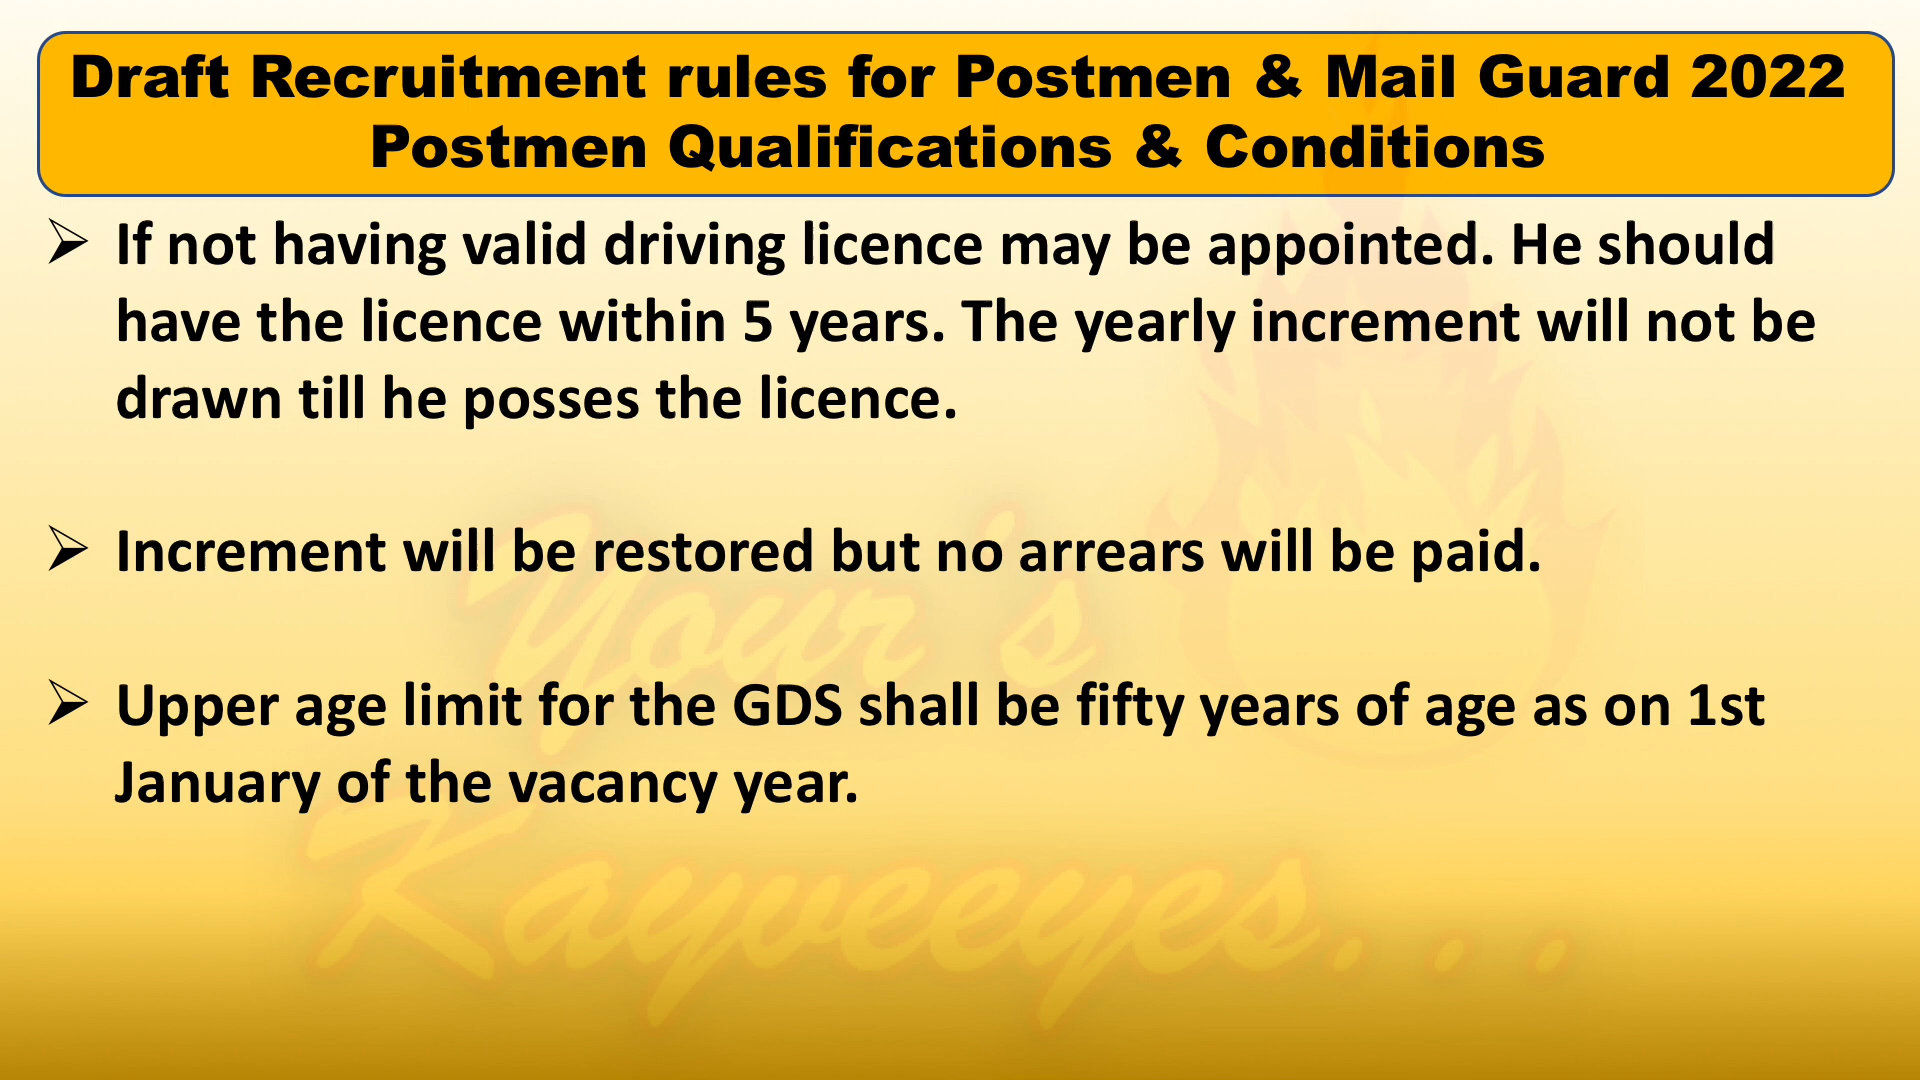 Draft Recruitment rules for Postmen & Mail Guard 2022
Postmen Qualifications & Conditions
➢ If not having valid driving licence may be appointed. He should
have the licence within 5 years. The yearly increment will not be
drawn till he posses the licence.
➢ Increment will be restored but no arrears will be paid.
Your's
➢ Upper age limit for the GDS shall be fifty years of age as on 1st
January of the vacancy year.
Kayveeyes. . .